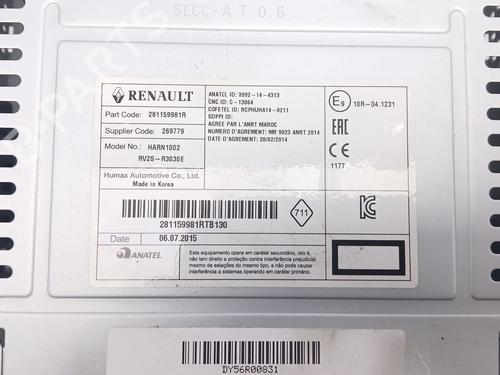 SECC-A T 0.6
RENAULT
Part Code: 281159981R
Supplier Code: 269779
Model No.: HARN1002
RV2S-R3030E
Humax Automotive Co., Ltd.
Made in Korea
ANATEL ID: 0992-14-4313
CNC ID: C-13864
COFETEL ID: RCPHUHA14-0211
SDPPI ID:
AGREE PAR L'ANRT MAROC
NUMERO D'AGREMENT: MR 9023 ANRT 2014
DATE D'AGREMENT: 20/02/2014
E9
10R-04.1231
EAC
CE
1177
281159981RTB130
711
Date 06.07.2015
ANATEL
Este equipamento opera em caráter secundário, isto é,
não tem direito a proteção contra interferência prejudicial,
mesmo de estações do mesmo tipo, e não pode causar
interferência a sistemas operando em caráter primário.
DY56R00831